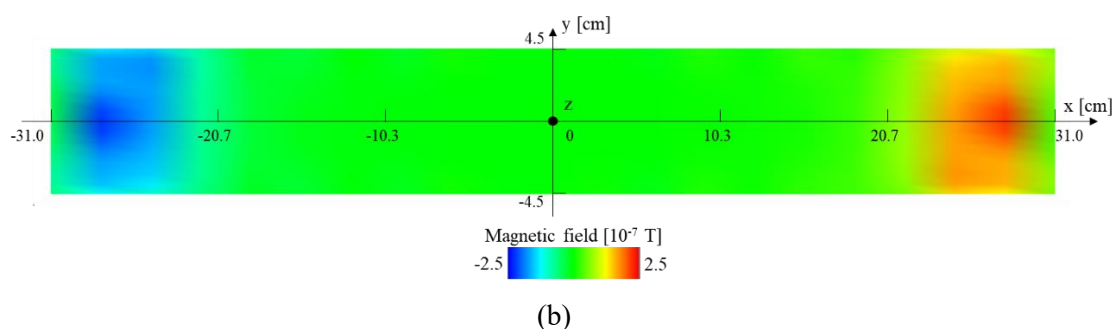 y [cm]
4.5
z
x [cm]
-31.0 -20.7 -10.3 0 10.3 20.7 31.0
-4.5
Magnetic field [10⁻⁷ T]
-2.5 2.5
(b)